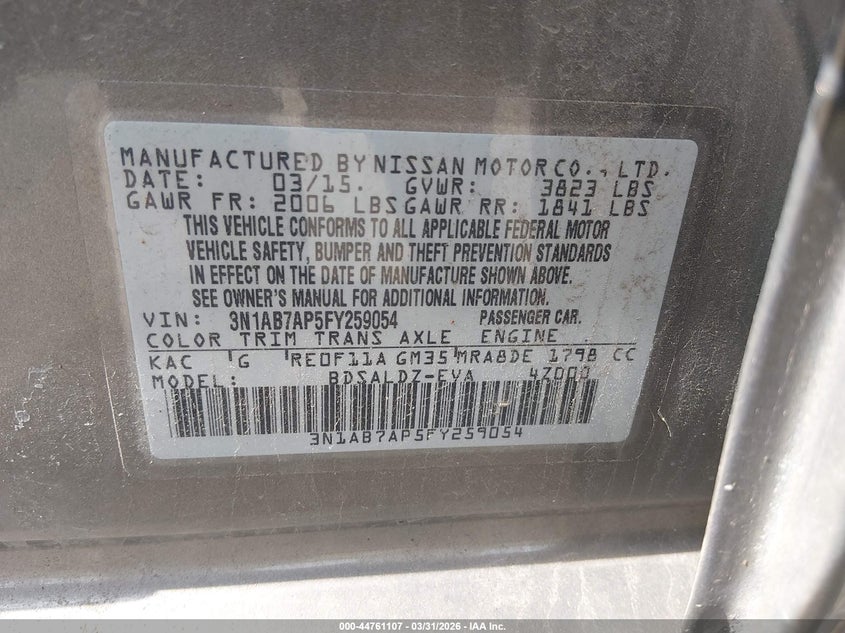 MANUFACTURED BY NISSAN MOTOR CO., LTD.
DATE: 03/15. GVWR: 3823 LBS
GAWR FR: 2006 LBS GAWR RR: 1841 LBS
THIS VEHICLE CONFORMS TO ALL APPLICABLE FEDERAL MOTOR
VEHICLE SAFETY, BUMPER AND THEFT PREVENTION STANDARDS
IN EFFECT ON THE DATE OF MANUFACTURE SHOWN ABOVE.
SEE OWNER'S MANUAL FOR ADDITIONAL INFORMATION.
VIN: 3N1AB7AP5FY259054 PASSENGER CAR.
COLOR TRIM TRANS AXLE ENGINE
KAC G RE0F11A GM35 MRA8DE 1798 CC
MODEL: BDSALDZ-EVA
3N1AB7AP5FY259054
000-44761107 - 03/31/2026 - IAA Inc.